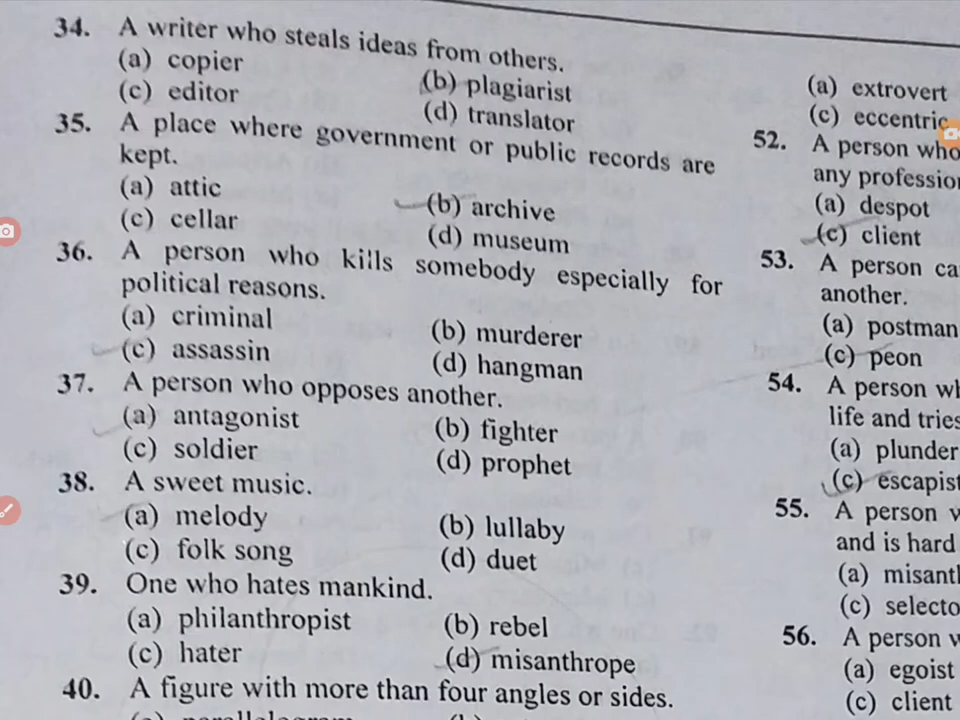 34. A writer who steals ideas from others.
(a) copier (b) plagiarist
(c) editor (d) translator
35. A place where government or public records are
kept.
(a) attic (b) archive
(c) cellar (d) museum
36. A person who kills somebody especially for
political reasons.
(a) criminal (b) murderer
(c) assassin (d) hangman
37. A person who opposes another.
(a) antagonist (b) fighter
(c) soldier (d) prophet
38. A sweet music.
(a) melody (b) lullaby
(c) folk song (d) duet
39. One who hates mankind.
(a) philanthropist (b) rebel
(c) hater (d) misanthrope
40. A figure with more than four angles or sides.
(a) extrovert
(c) eccentric
52. A person who
any profession
(a) despot
(c) client
53. A person ca
another.
(a) postman
(c) peon
54. A person wh
life and tries
(a) plunder
(c) escapist
55. A person w
and is hard
(a) misanth
(c) selecto
56. A person w
(a) egoist
(c) client